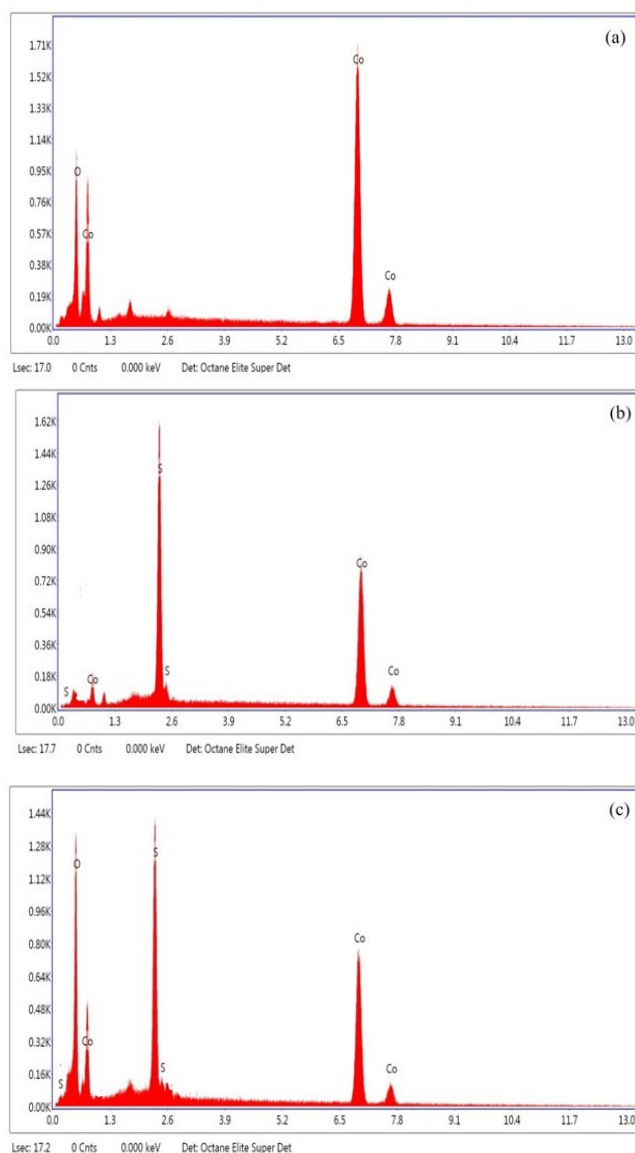 (a)
1.71K
1.52K
1.33K
1.14K
0.95K
0.76K
0.57K
0.38K
0.19K
0.00K
O
Co
Co
Co
0.0 1.3 2.6 3.9 5.2 6.5 7.8 9.1 10.4 11.7 13.0
Lsec: 17.0 0 Cnts 0.000 keV Det: Octane Elite Super Det
(b)
1.62K
1.44K
1.26K
1.08K
0.90K
0.72K
0.54K
0.36K
0.18K
0.00K
S
Co
S
S
Co
Co
0.0 1.3 2.6 3.9 5.2 6.5 7.8 9.1 10.4 11.7 13.0
Lsec: 17.7 0 Cnts 0.000 keV Det: Octane Elite Super Det
(c)
1.44K
1.28K
1.12K
0.96K
0.80K
0.64K
0.48K
0.32K
0.16K
0.00K
S
O
Co
S
S
Co
Co
0.0 1.3 2.6 3.9 5.2 6.5 7.8 9.1 10.4 11.7 13.0
Lsec: 17.2 0 Cnts 0.000 keV Det: Octane Elite Super Det